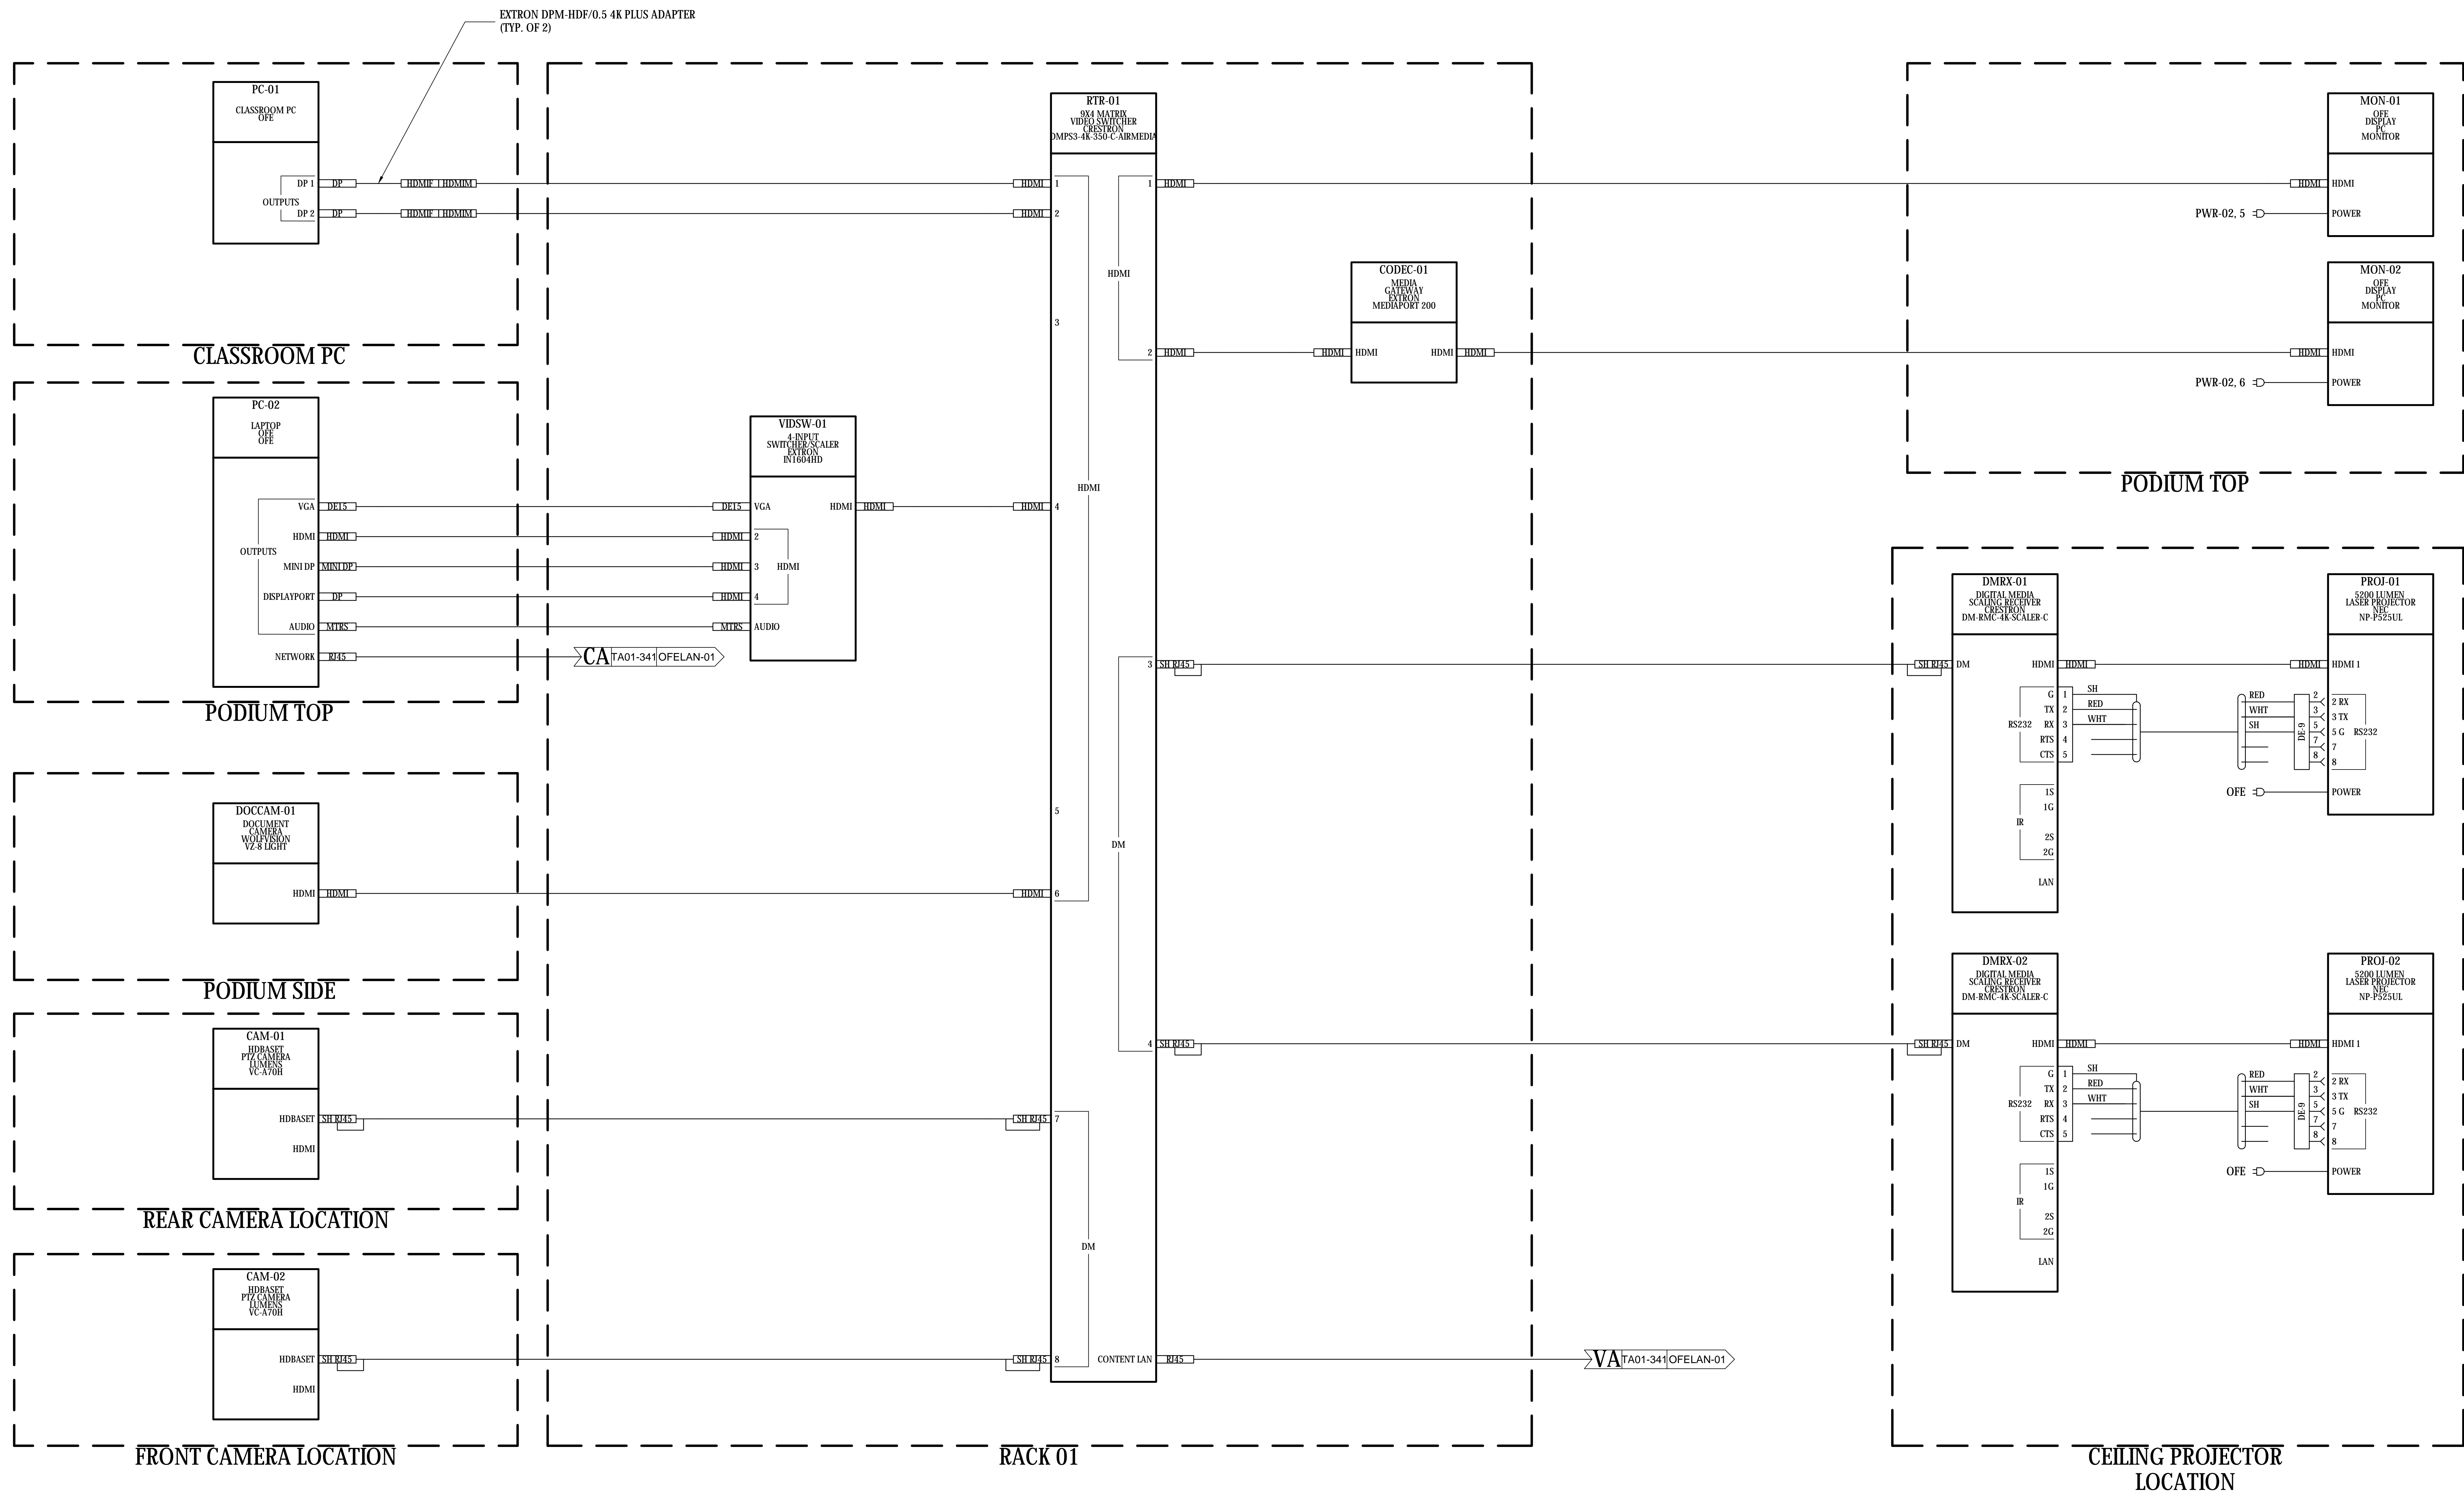 EXTRON DPM-HDF/0.5 4K PLUS ADAPTER
(TYP. OF 2)
PC-01
CLASSROOM PC
OFE
DP 1
DP
HDMIF
HDMIM
OUTPUTS
DP 2
DP
HDMIF
HDMIM
CLASSROOM PC
PC-02
LAPTOP
OFE
OFE
VGA
DE15
HDMI
HDMI
OUTPUTS
MINI DP
MINI DP
DISPLAYPORT
DP
AUDIO
MTRS
NETWORK
RJ45
CA
TA01-341
OFELAN-01
PODIUM TOP
DOCCAM-01
DOCUMENT
CAMERA
WOLFVISION
VZ-8 LIGHT
HDMI
HDMI
PODIUM SIDE
CAM-01
HDBASET
PTZ CAMERA
LUMENS
VC-A70H
HDBASET
SH RJ45
HDMI
REAR CAMERA LOCATION
CAM-02
HDBASET
PTZ CAMERA
LUMENS
VC-A70H
HDBASET
SH RJ45
HDMI
FRONT CAMERA LOCATION
VIDSW-01
4-INPUT
SWITCHER/SCALER
EXTRON
IN1604HD
DE15
VGA
HDMI
HDMI
HDMI
2
HDMI
3
HDMI
HDMI
4
MTRS
AUDIO
RTR-01
9X4 MATRIX
VIDEO SWITCHER
CRESTRON
DMPS3-4K-350-C-AIRMEDIA
HDMI
1
HDMI
2
3
HDMI
HDMI
4
5
HDMI
6
SH RJ45
7
DM
SH RJ45
8
1
HDMI
HDMI
2
HDMI
3
SH RJ45
DM
4
SH RJ45
CONTENT LAN
RJ45
VA
TA01-341
OFELAN-01
CODEC-01
MEDIA
GATEWAY
EXTRON
MEDIAPORT 200
HDMI
HDMI
HDMI
HDMI
RACK 01
MON-01
OFE
DISPLAY
PC
MONITOR
HDMI
HDMI
PWR-02, 5
POWER
MON-02
OFE
DISPLAY
PC
MONITOR
HDMI
HDMI
PWR-02, 6
POWER
PODIUM TOP
DMRX-01
DIGITAL MEDIA
SCALING RECEIVER
CRESTRON
DM-RMC-4K-SCALER-C
SH RJ45
DM
HDMI
HDMI
G
1
SH
TX
2
RED
RS232
RX
3
WHT
RTS
4
CTS
5
1S
1G
IR
2S
2G
LAN
PROJ-01
5200 LUMEN
LASER PROJECTOR
NEC
NP-P525UL
HDMI
HDMI 1
RED
2
2 RX
WHT
3
3 TX
SH
5
5 G
RS232
DE-9
7
7
8
8
OFE
POWER
DMRX-02
DIGITAL MEDIA
SCALING RECEIVER
CRESTRON
DM-RMC-4K-SCALER-C
SH RJ45
DM
HDMI
HDMI
G
1
SH
TX
2
RED
RS232
RX
3
WHT
RTS
4
CTS
5
1S
1G
IR
2S
2G
LAN
PROJ-02
5200 LUMEN
LASER PROJECTOR
NEC
NP-P525UL
HDMI
HDMI 1
RED
2
2 RX
WHT
3
3 TX
SH
5
5 G
RS232
DE-9
7
7
8
8
OFE
POWER
CEILING PROJECTOR
LOCATION